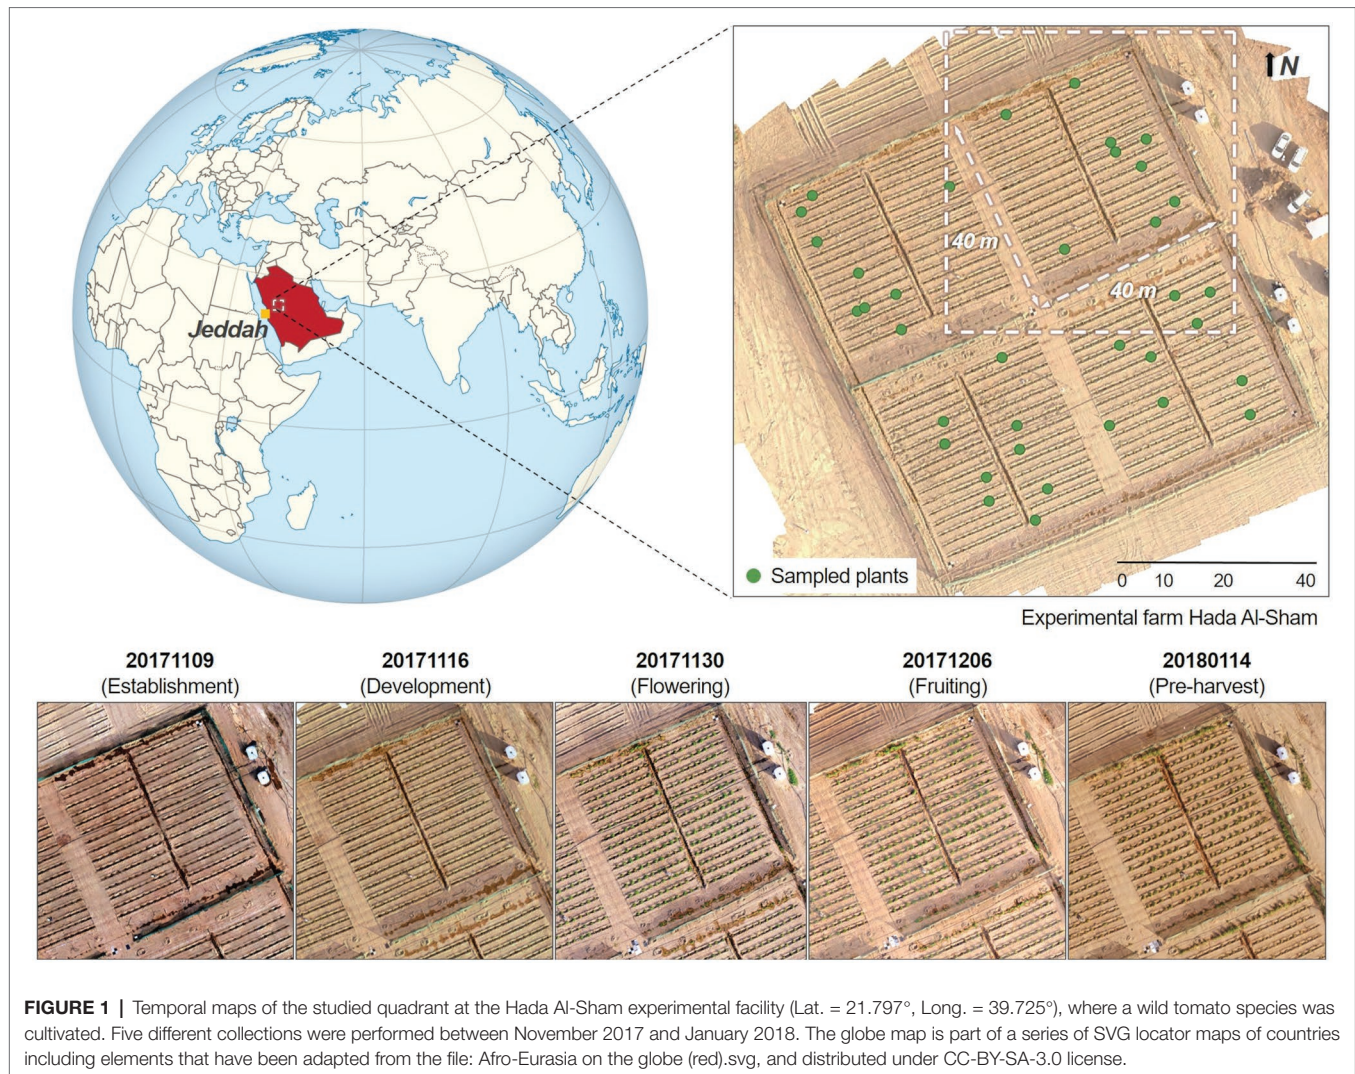 N
40 m
40 m
Jeddah
Sampled plants
0 10 20 40
Experimental farm Hada Al-Sham
20171109 20171116 20171130 20171206 20180114
(Establishment) (Development) (Flowering) (Fruiting) (Pre-harvest)
FIGURE 1 | Temporal maps of the studied quadrant at the Hada Al-Sham experimental facility (Lat. = 21.797°, Long. = 39.725°), where a wild tomato species was
cultivated. Five different collections were performed between November 2017 and January 2018. The globe map is part of a series of SVG locator maps of countries
including elements that have been adapted from the file: Afro-Eurasia on the globe (red).svg, and distributed under CC-BY-SA-3.0 license.